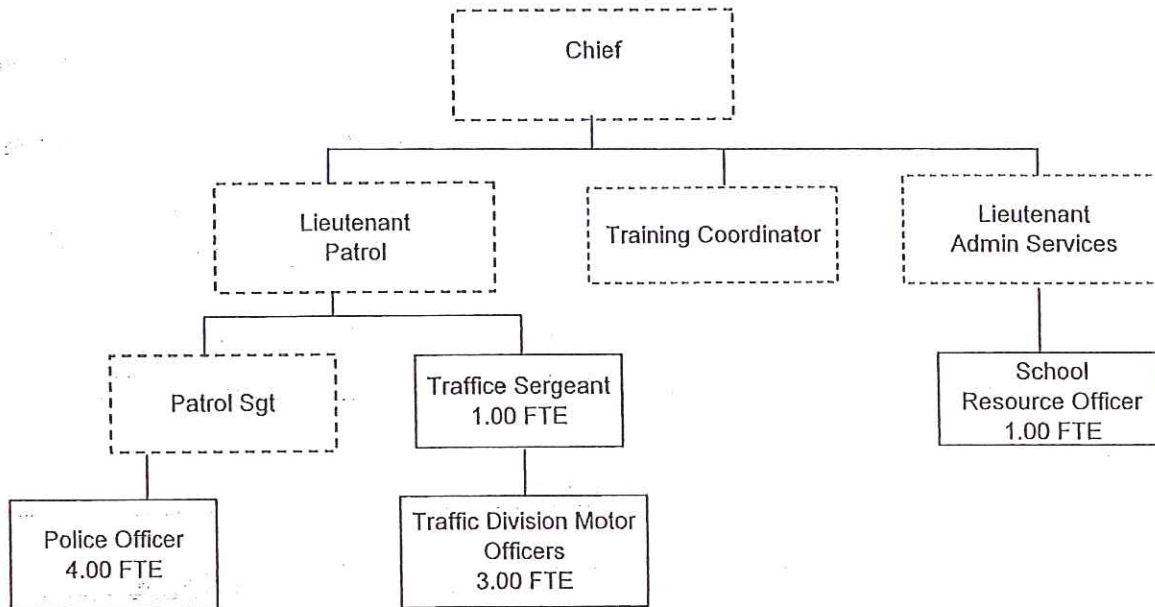 Chief
Lieutenant
Patrol
Training Coordinator
Lieutenant
Admin Services
Patrol Sgt
Traffice Sergeant
1.00 FTE
School
Resource Officer
1.00 FTE
Police Officer
4.00 FTE
Traffic Division Motor
Officers
3.00 FTE